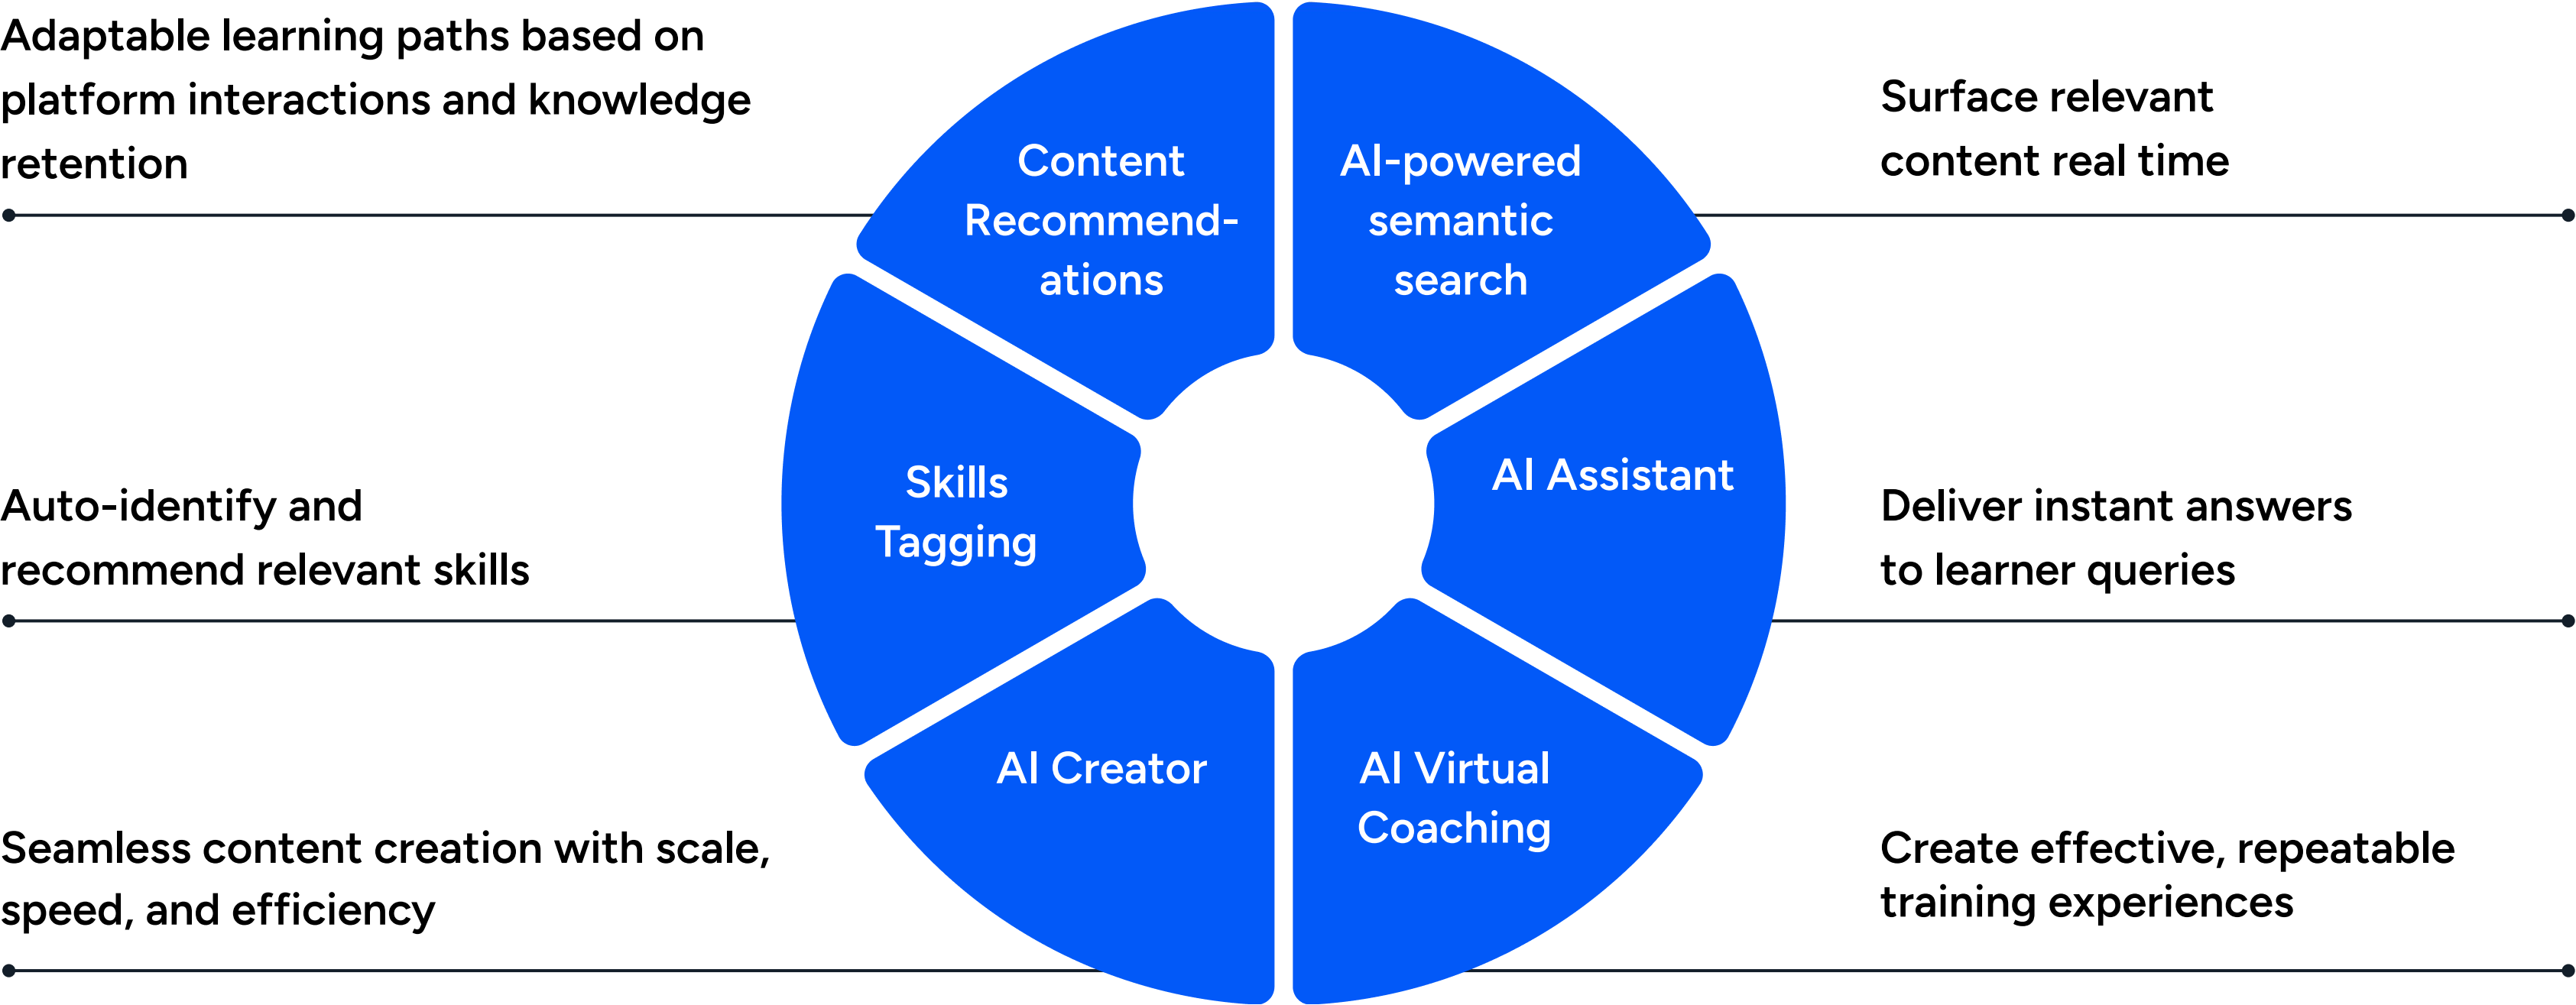 Adaptable learning paths based on
platform interactions and knowledge
retention
Content
Recommend-
ations
AI-powered
semantic
search
Surface relevant
content real time
Auto-identify and
recommend relevant skills
Skills
Tagging
AI Assistant
Deliver instant answers
to learner queries
Seamless content creation with scale,
speed, and efficiency
AI Creator
AI Virtual
Coaching
Create effective, repeatable
training experiences